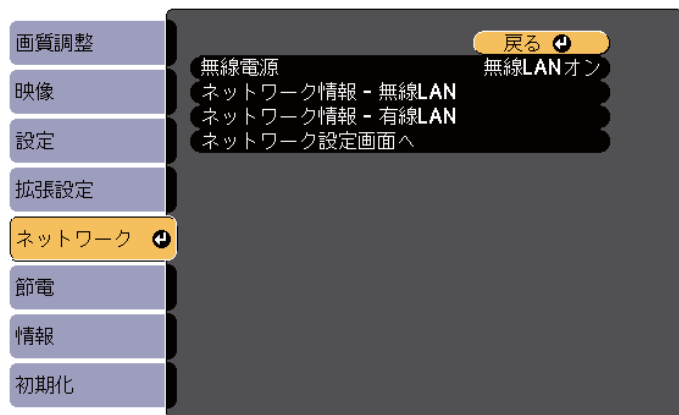 画質調整
映像
設定
拡張設定
ネットワーク
節電
情報
初期化
戻る
無線電源 無線LANオン
ネットワーク情報 - 無線LAN
ネットワーク情報 - 有線LAN
ネットワーク設定画面へ